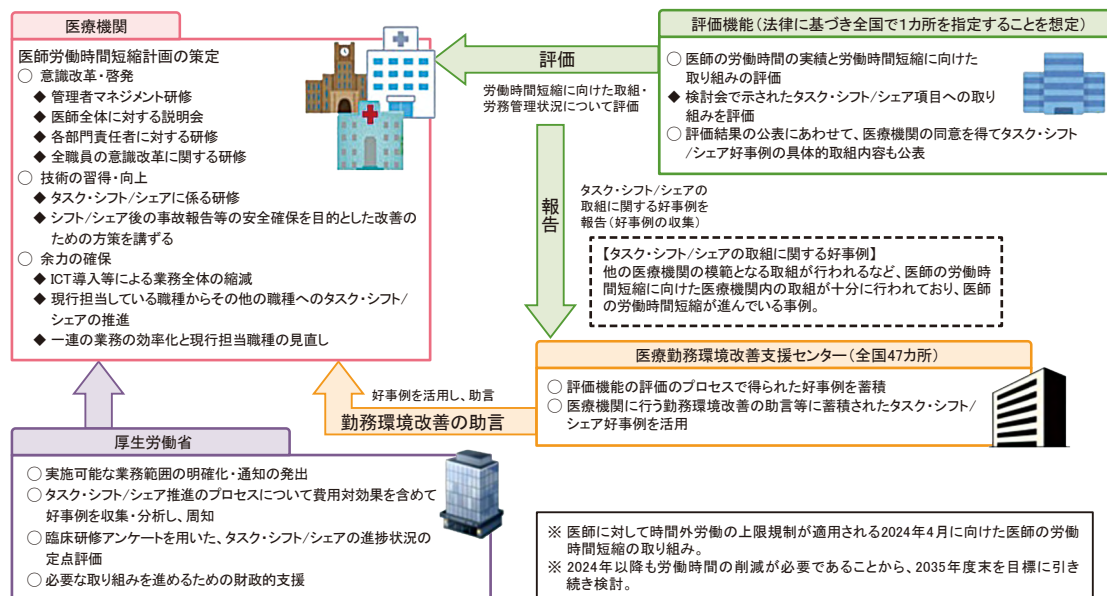 医療機関
医師労働時間短縮計画の策定
○ 意識改革・啓発
◆ 管理者マネジメント研修
◆ 医師全体に対する説明会
◆ 各部門責任者に対する研修
◆ 全職員の意識改革に関する研修
○ 技術の習得・向上
◆ タスク・シフト/シェアに係る研修
◆ シフト/シェア後の事故報告等の安全確保を目的とした改善の
ための方策を講ずる
○ 余力の確保
◆ ICT導入等による業務全体の縮減
◆ 現行担当している職種からその他の職種へのタスク・シフト/
シェアの推進
◆ 一連の業務の効率化と現行担当職種の見直し
評価
労働時間短縮に向けた取組・
労務管理状況について評価
評価機能（法律に基づき全国で1カ所を指定することを想定）
○ 医師の労働時間の実績と労働時間短縮に向けた
取り組みの評価
◆ 検討会で示されたタスク・シフト/シェア項目への取り
組みを評価
○ 評価結果の公表にあわせて、医療機関の同意を得てタスク・シフト
/シェア好事例の具体的取組内容も公表
報告
タスク・シフト/シェアの
取組に関する好事例を
報告（好事例の収集）
【タスク・シフト/シェアの取組に関する好事例】
他の医療機関の模範となる取組が行われるなど、医師の労働時
間短縮に向けた医療機関内の取組が十分に行われており、医師
の労働時間短縮が進んでいる事例。
医療勤務環境改善支援センター（全国47カ所）
○ 評価機能の評価のプロセスで得られた好事例を蓄積
○ 医療機関に行う勤務環境改善の助言等に蓄積されたタスク・シフト/
シェア好事例を活用
好事例を活用し、助言
勤務環境改善の助言
厚生労働省
○ 実施可能な業務範囲の明確化・通知の発出
○ タスク・シフト/シェア推進のプロセスについて費用対効果を含めて
好事例を収集・分析し、周知
○ 臨床研修アンケートを用いた、タスク・シフト/シェアの進捗状況の
定点評価
○ 必要な取り組みを進めるための財政的支援
※ 医師に対して時間外労働の上限規制が適用される2024年4月に向けた医師の労働
時間短縮の取り組み。
※ 2024年以降も労働時間の削減が必要であることから、2035年度末を目標に引き
続き検討。